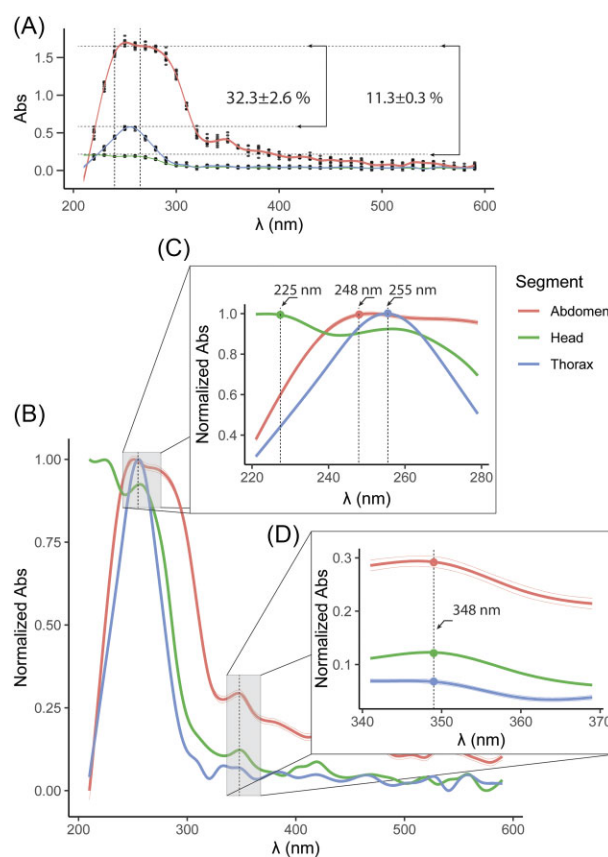 (A)
Abs
1.5
1.0
0.5
0.0
32.3±2.6 %
11.3±0.3 %
200 300 400 500 600
λ (nm)
(C)
225 nm 248 nm 255 nm
Normalized Abs
1.0
0.8
0.6
0.4
220 240 260 280
λ (nm)
Segment
Abdomen
Head
Thorax
(B)
Normalized Abs
1.00
0.75
0.50
0.25
0.00
200 300 400 500 600
λ (nm)
(D)
Normalized Abs
0.3
0.2
0.1
348 nm
340 350 360 370
λ (nm)